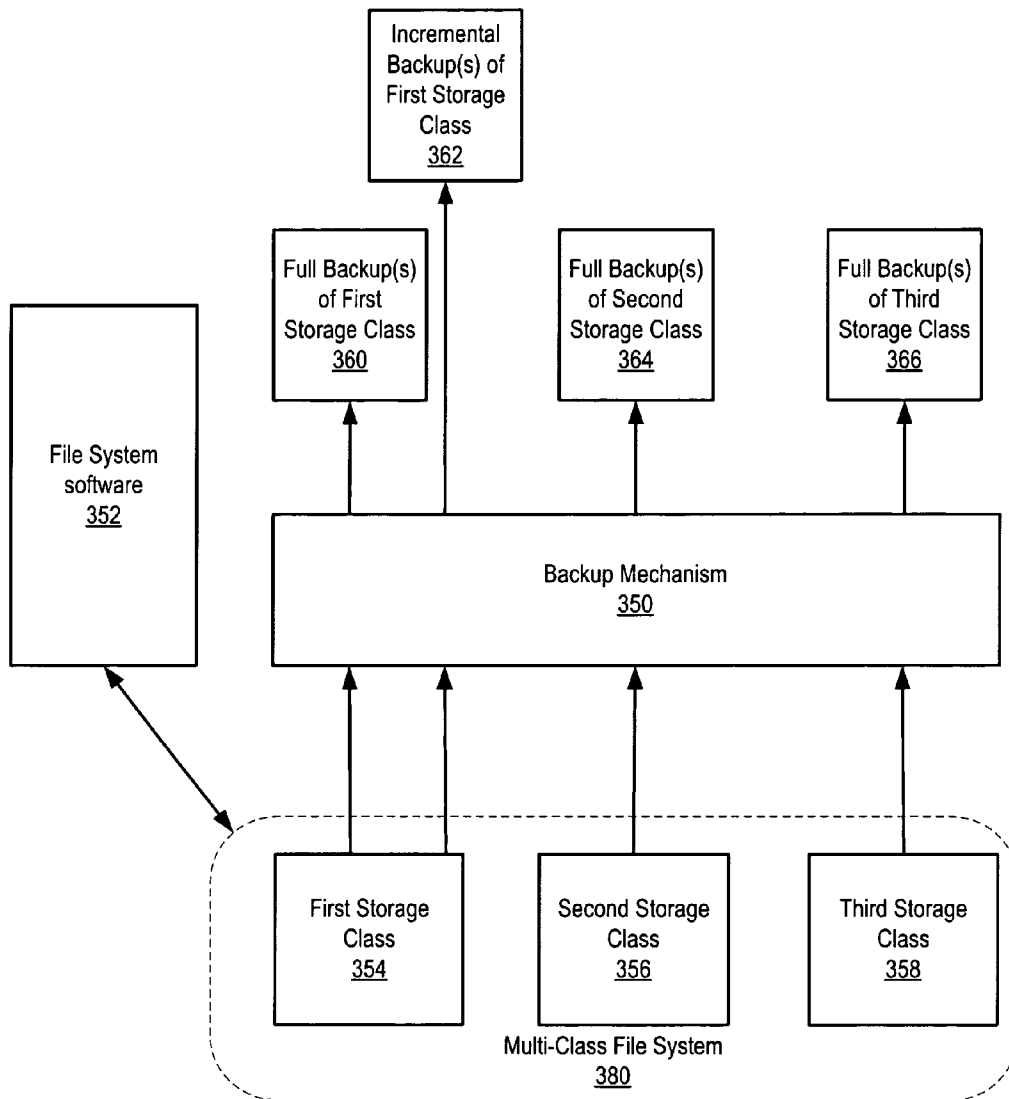 Incremental
Backup(s) of
First Storage
Class
362
Full Backup(s)
of First
Storage Class
360
Full Backup(s)
of Second
Storage Class
364
Full Backup(s)
of Third
Storage Class
366
File System
software
352
Backup Mechanism
350
First Storage
Class
354
Second Storage
Class
356
Third Storage
Class
358
Multi-Class File System
380